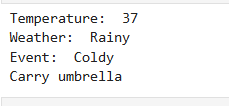 Temperature:  37
Weather:  Rainy
Event:  Coldy
Carry umbrella